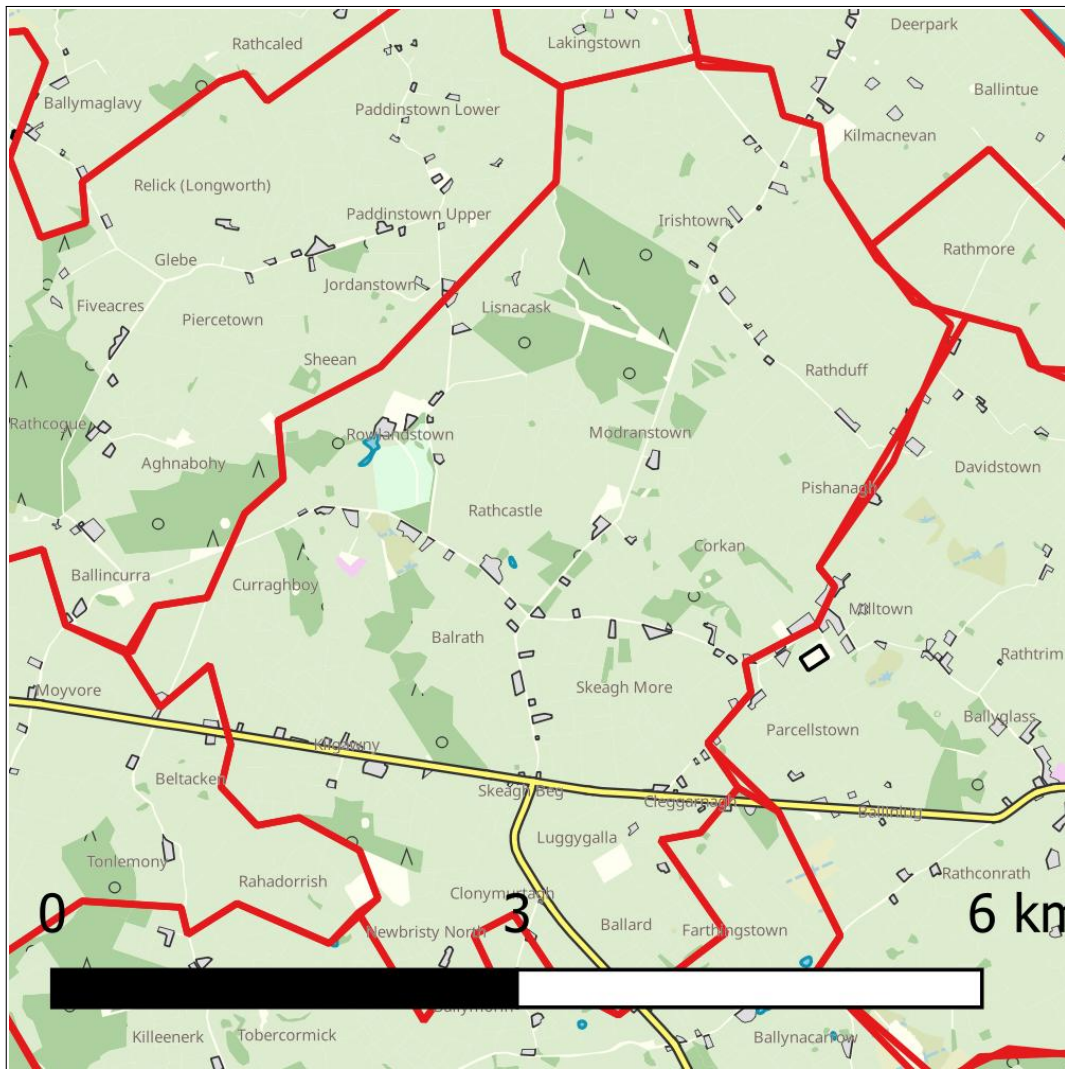 Deerpark
Rathcaled
Lakingstown
Ballintue
Ballymaglavy
Paddinstown Lower
Kilmacnevan
Relick (Longworth)
Paddinstown Upper
Irishtown
Rathmore
Glebe
Jordanstown
Fiveacres
Lisnacask
Piercetown
Sheean
Rathduff
Rathcogue
Rowlandstown
Modranstown
Aghnabohy
Davidstown
Pishanagh
Rathcastle
Corkan
Ballincurra
Curraghboy
Milltown
Balrath
Rathtrim
Moyvore
Skeagh More
Ballyglass
Parcellstown
Kilgawny
Beltacken
Skeagh Beg
Cleggarnagh
Luggygalla
Tonlemony
Rathconrath
Rahadorrish
Clonymurtagh
0
3
6 km
Newbristy North
Ballard
Farthingstown
Killeenerk
Tobercormick
Ballynacarrow